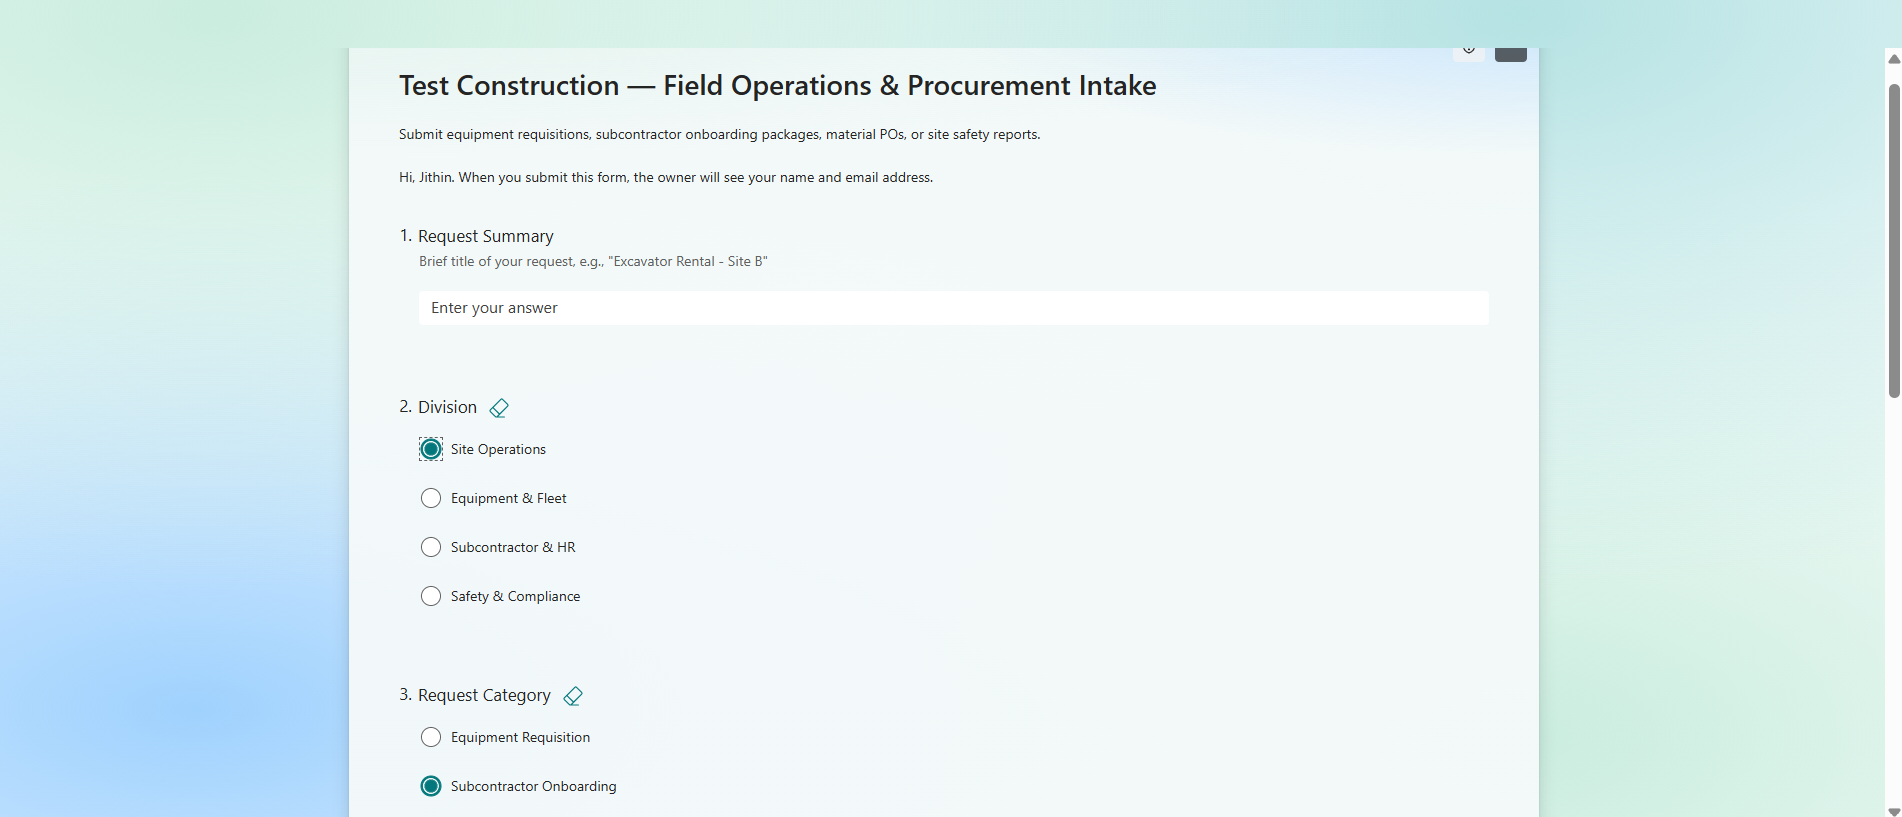 Test Construction — Field Operations & Procurement Intake
Submit equipment requisitions, subcontractor onboarding packages, material POs, or site safety reports.
Hi, Jithin. When you submit this form, the owner will see your name and email address.
1. Request Summary
Brief title of your request, e.g., "Excavator Rental - Site B"
Enter your answer
2. Division
Site Operations
Equipment & Fleet
Subcontractor & HR
Safety & Compliance
3. Request Category
Equipment Requisition
Subcontractor Onboarding